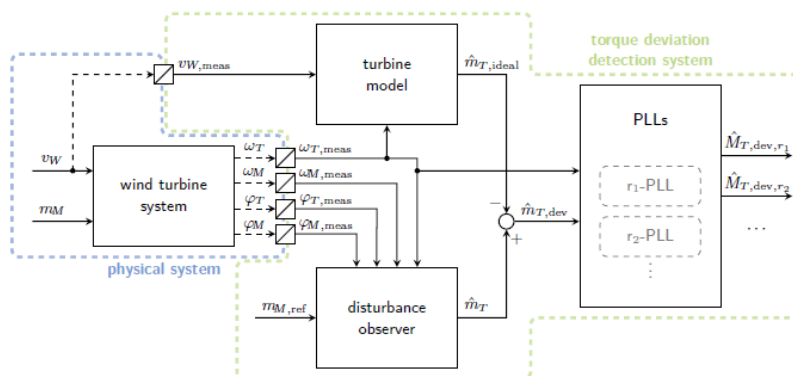 torque deviation
detection system
v_W,meas
turbine
model
m̂_T,ideal
PLLs
v_W
m_M
wind turbine
system
ω_T
ω_M
φ_T
φ_M
ω_T,meas
ω_M,meas
φ_T,meas
φ_M,meas
r₁-PLL
r₂-PLL
⋮
M̂_T,dev,r₁
M̂_T,dev,r₂
...
−
+
m̂_T,dev
physical system
m_M,ref
disturbance
observer
m̂_T